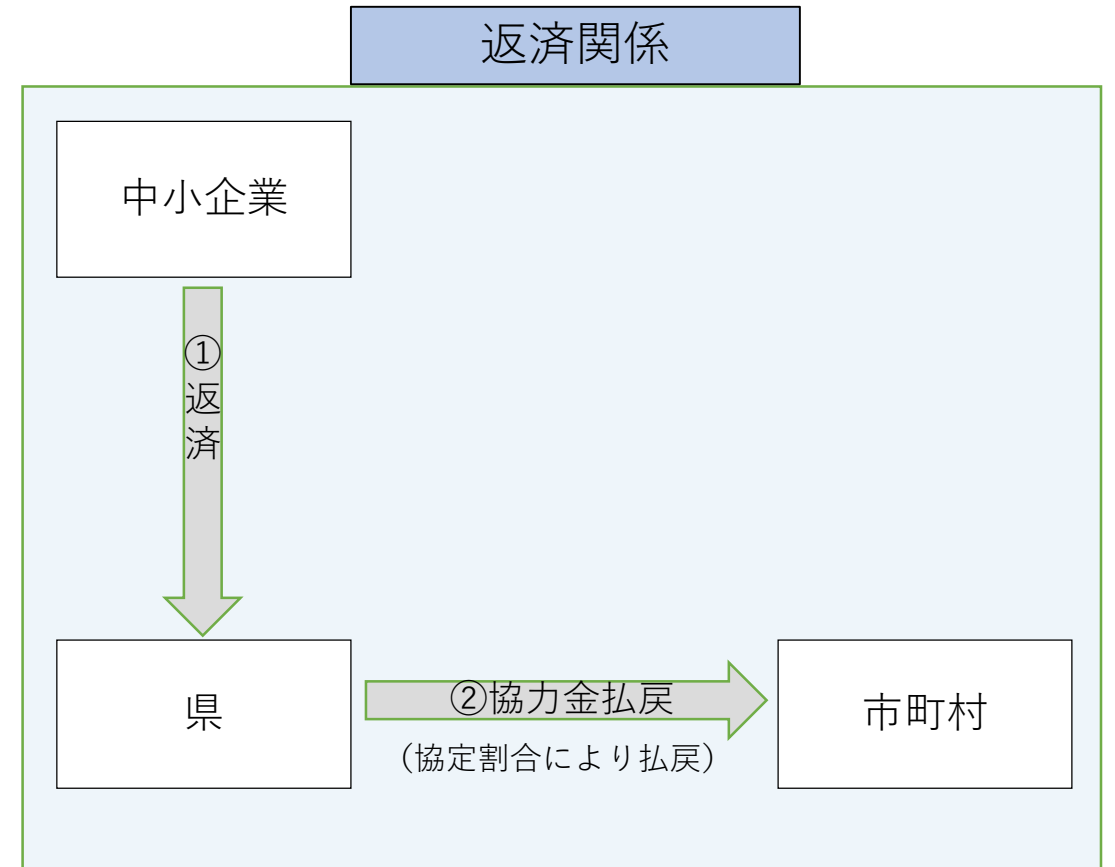 返済関係
中小企業
①返済
県
②協力金払戻
(協定割合により払戻)
市町村